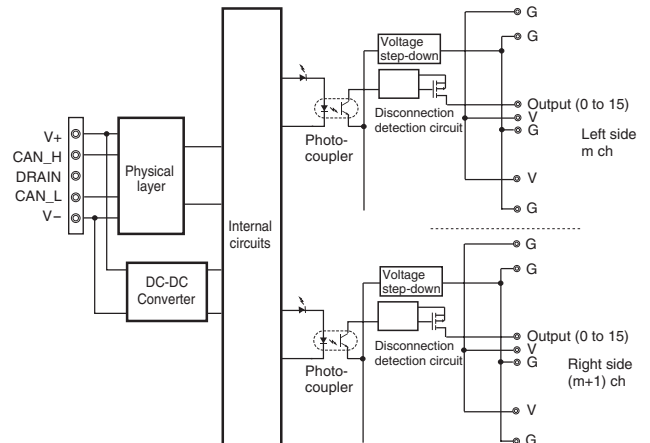 V+
CAN_H
DRAIN
CAN_L
V−
Physical
layer
DC-DC
Converter
Internal
circuits
Photo-
coupler
Voltage
step-down
Disconnection
detection circuit
G
G
Output (0 to 15)
V
G
Left side
m ch
V
G
Photo-
coupler
Voltage
step-down
Disconnection
detection circuit
G
G
Output (0 to 15)
V
G
Right side
(m+1) ch
V
G